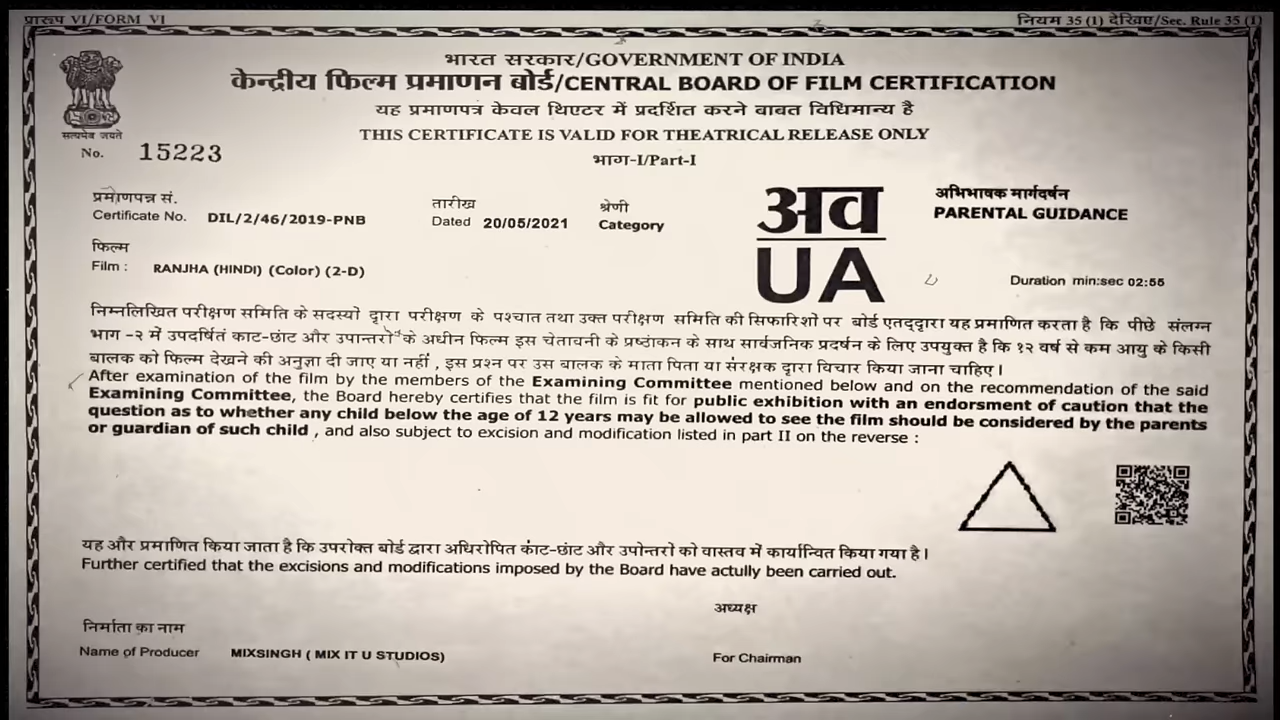 प्रारूप VI/FORM VI
नियम 35 (1) देखिए/Sec. Rule 35 (1)
भारत सरकार/GOVERNMENT OF INDIA
केन्द्रीय फिल्म प्रमाणन बोर्ड/CENTRAL BOARD OF FILM CERTIFICATION
यह प्रमाणपत्र केवल थिएटर में प्रदर्शित करने बाबत विधिमान्य है
THIS CERTIFICATE IS VALID FOR THEATRICAL RELEASE ONLY
सत्यमेव जयते
No. 15223
भाग-I/Part-I
प्रमाणपत्र सं.
Certificate No. DIL/2/46/2019-PNB
तारीख
Dated 20/05/2021
श्रेणी
Category
अव
UA
अभिभावक मार्गदर्षन
PARENTAL GUIDANCE
फिल्म
Film : RANJHA (HINDI) (Color) (2-D)
Duration min:sec 02:55
निम्नलिखित परीक्षण समिति के सदस्यो द्वारा परीक्षण के पश्चात तथा उक्त परीक्षण समिति की सिफारिशों पर बोर्ड एतद्द्वारा यह प्रमाणित करता है कि पीछे संलग्न
भाग -२ में उपदर्षित काट-छांट और उपान्तरों के अधीन फिल्म इस चेतावनी के प्रष्ठांकन के साथ सार्वजनिक प्रदर्षन के लिए उपयुक्त है कि १२ वर्ष से कम आयु के किसी
बालक को फिल्म देखने की अनुज्ञा दी जाए या नहीं , इस प्रश्न पर उस बालक के माता पिता या संरक्षक द्वारा विचार किया जाना चाहिए ।
After examination of the film by the members of the Examining Committee mentioned below and on the recommendation of the said
Examining Committee, the Board hereby certifies that the film is fit for public exhibition with an endorsment of caution that the
question as to whether any child below the age of 12 years may be allowed to see the film should be considered by the parents
or guardian of such child , and also subject to excision and modification listed in part II on the reverse :
यह और प्रमाणित किया जाता है कि उपरोक्त बोर्ड द्वारा अधिरोपित काट-छांट और उपोन्तरों को वास्तव में कार्यान्वित किया गया है ।
Further certified that the excisions and modifications imposed by the Board have actully been carried out.
अध्यक्ष
निर्माता का नाम
Name of Producer MIXSINGH ( MIX IT U STUDIOS)
For Chairman